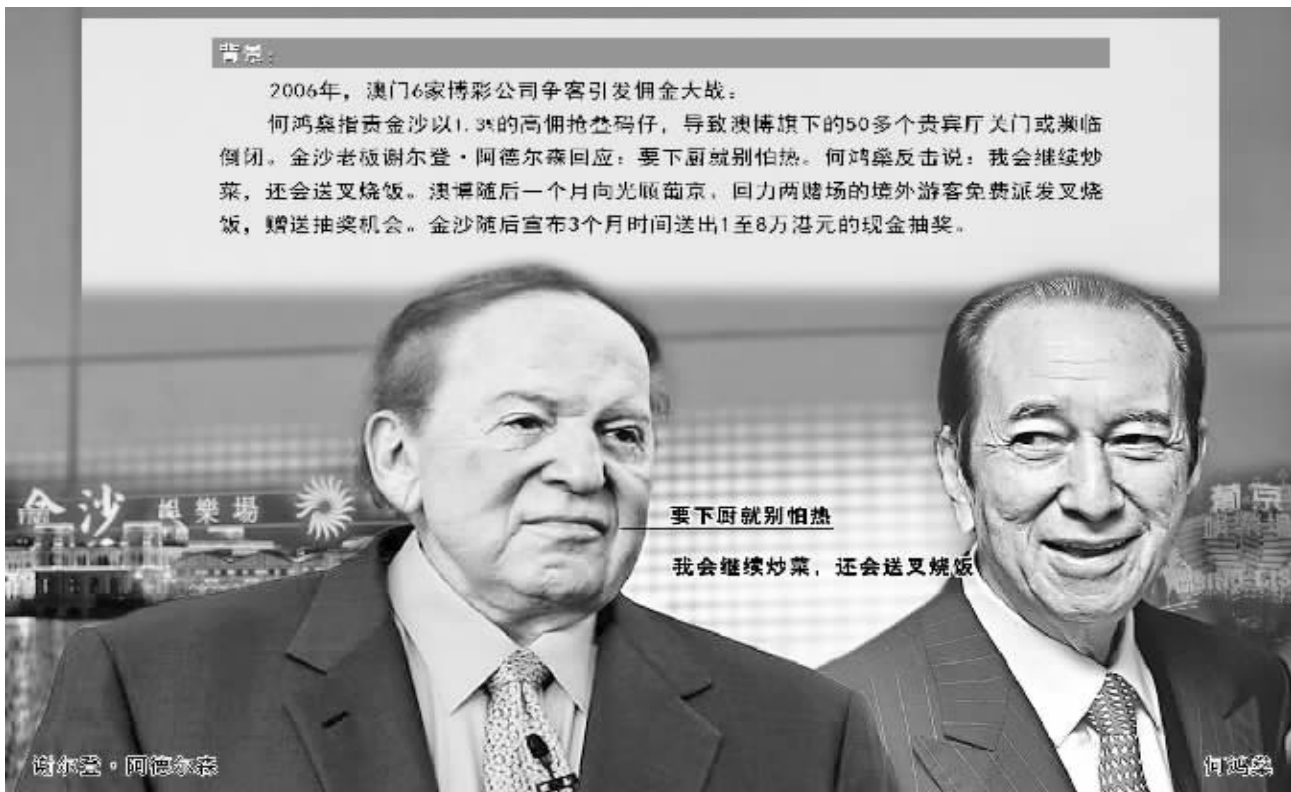 背景：
2006年，澳门6家博彩公司争客引发佣金大战：
何鸿燊指责金沙以1.3%的高佣抢叠码仔，导致澳博旗下的50多个贵宾厅关门或濒临
倒闭。金沙老板谢尔登·阿德尔森回应：要下厨就别怕热。何鸿燊反击说：我会继续炒
菜，还会送叉烧饭。澳博随后一个月向光顾葡京、回力两赌场的境外游客免费派发叉烧
饭，赠送抽奖机会。金沙随后宣布3个月时间送出1至8万港元的现金抽奖。
金沙 娱樂場
葡京
要下厨就别怕热
我会继续炒菜，还会送叉烧饭
谢尔登·阿德尔森
何鸿燊